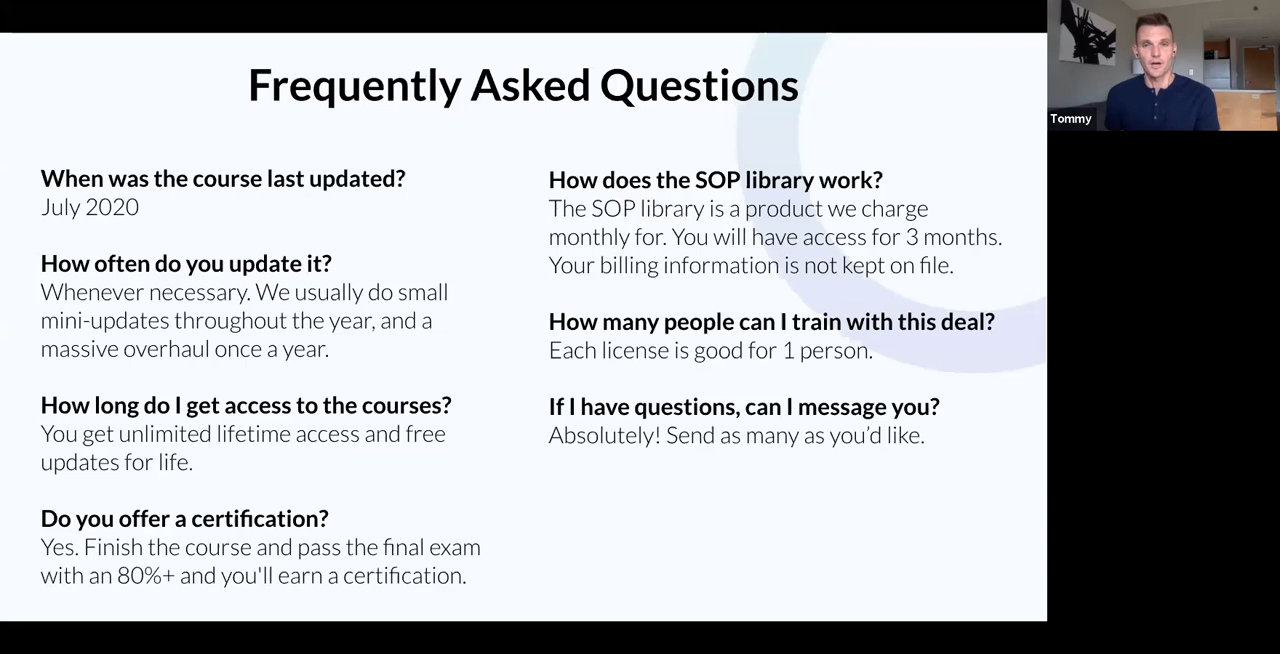 Frequently Asked Questions
When was the course last updated?
July 2020
How often do you update it?
Whenever necessary. We usually do small
mini-updates throughout the year, and a
massive overhaul once a year.
How long do I get access to the courses?
You get unlimited lifetime access and free
updates for life.
Do you offer a certification?
Yes. Finish the course and pass the final exam
with an 80%+ and you'll earn a certification.
How does the SOP library work?
The SOP library is a product we charge
monthly for. You will have access for 3 months.
Your billing information is not kept on file.
How many people can I train with this deal?
Each license is good for 1 person.
If I have questions, can I message you?
Absolutely! Send as many as you’d like.
Tommy